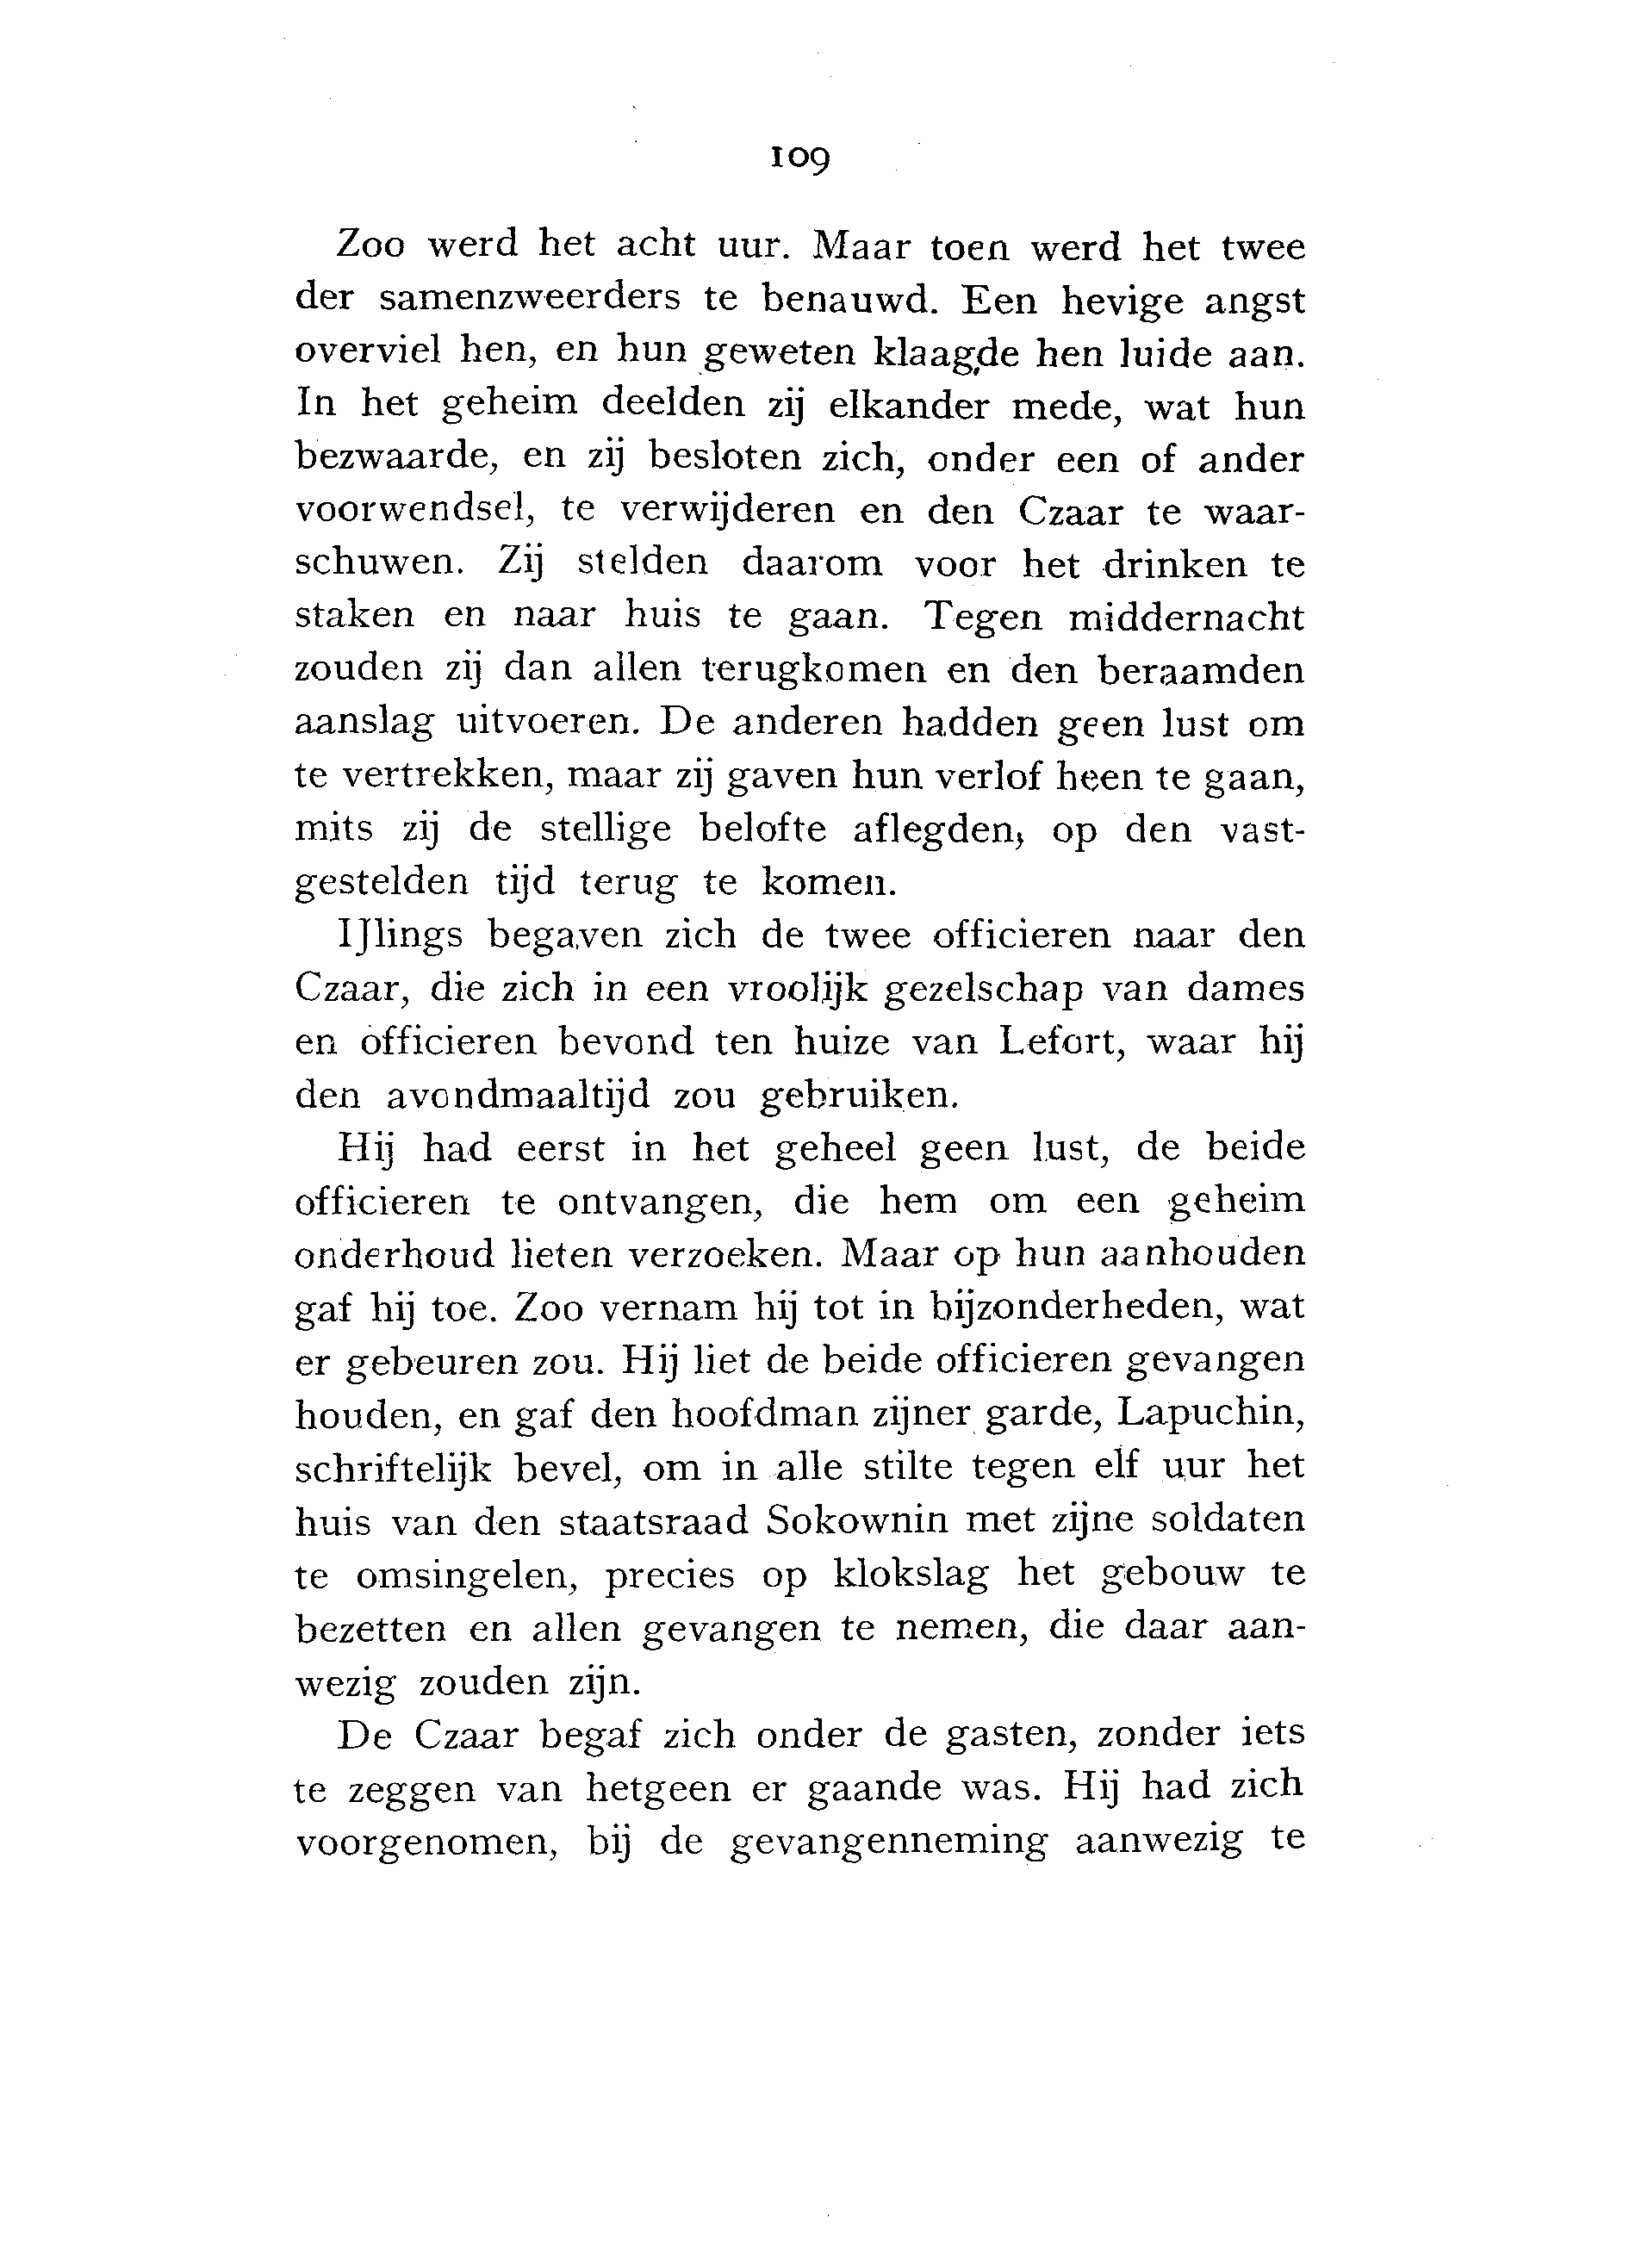 109
Zoo werd het acht uur. Maar toen werd het twee
der samenzweerders te benauwd. Een hevige angst
overviel hen, en hun geweten klaagde hen luide aan.
In het geheim deelden zij elkander mede, wat hun
bezwaarde, en zij besloten zich, onder een of ander
voorwendsel, te verwijderen en den Czaar te waar-
schuwen. Zij stelden daarom voor het drinken te
staken en naar huis te gaan. Tegen middernacht
zouden zij dan allen terugkomen en den beraamden
aanslag uitvoeren. De anderen hadden geen lust om
te vertrekken, maar zij gaven hun verlof heen te gaan,
mits zij de stellige belofte aflegden, op den vast-
gestelden tijd terug te komen.
IJlings begaven zich de twee officieren naar den
Czaar, die zich in een vroolijk gezelschap van dames
en officieren bevond ten huize van Lefort, waar hij
den avondmaaltijd zou gebruiken.
Hij had eerst in het geheel geen lust, de beide
officieren te ontvangen, die hem om een geheim
onderhoud lieten verzoeken. Maar op hun aanhouden
gaf hij toe. Zoo vernam hij tot in bijzonderheden, wat
er gebeuren zou. Hij liet de beide officieren gevangen
houden, en gaf den hoofdman zijner garde, Lapuchin,
schriftelijk bevel, om in alle stilte tegen elf uur het
huis van den staatsraad Sokownin met zijne soldaten
te omsingelen, precies op klokslag het gebouw te
bezetten en allen gevangen te nemen, die daar aan-
wezig zouden zijn.
De Czaar begaf zich onder de gasten, zonder iets
te zeggen van hetgeen er gaande was. Hij had zich
voorgenomen, bij de gevangenneming aanwezig te